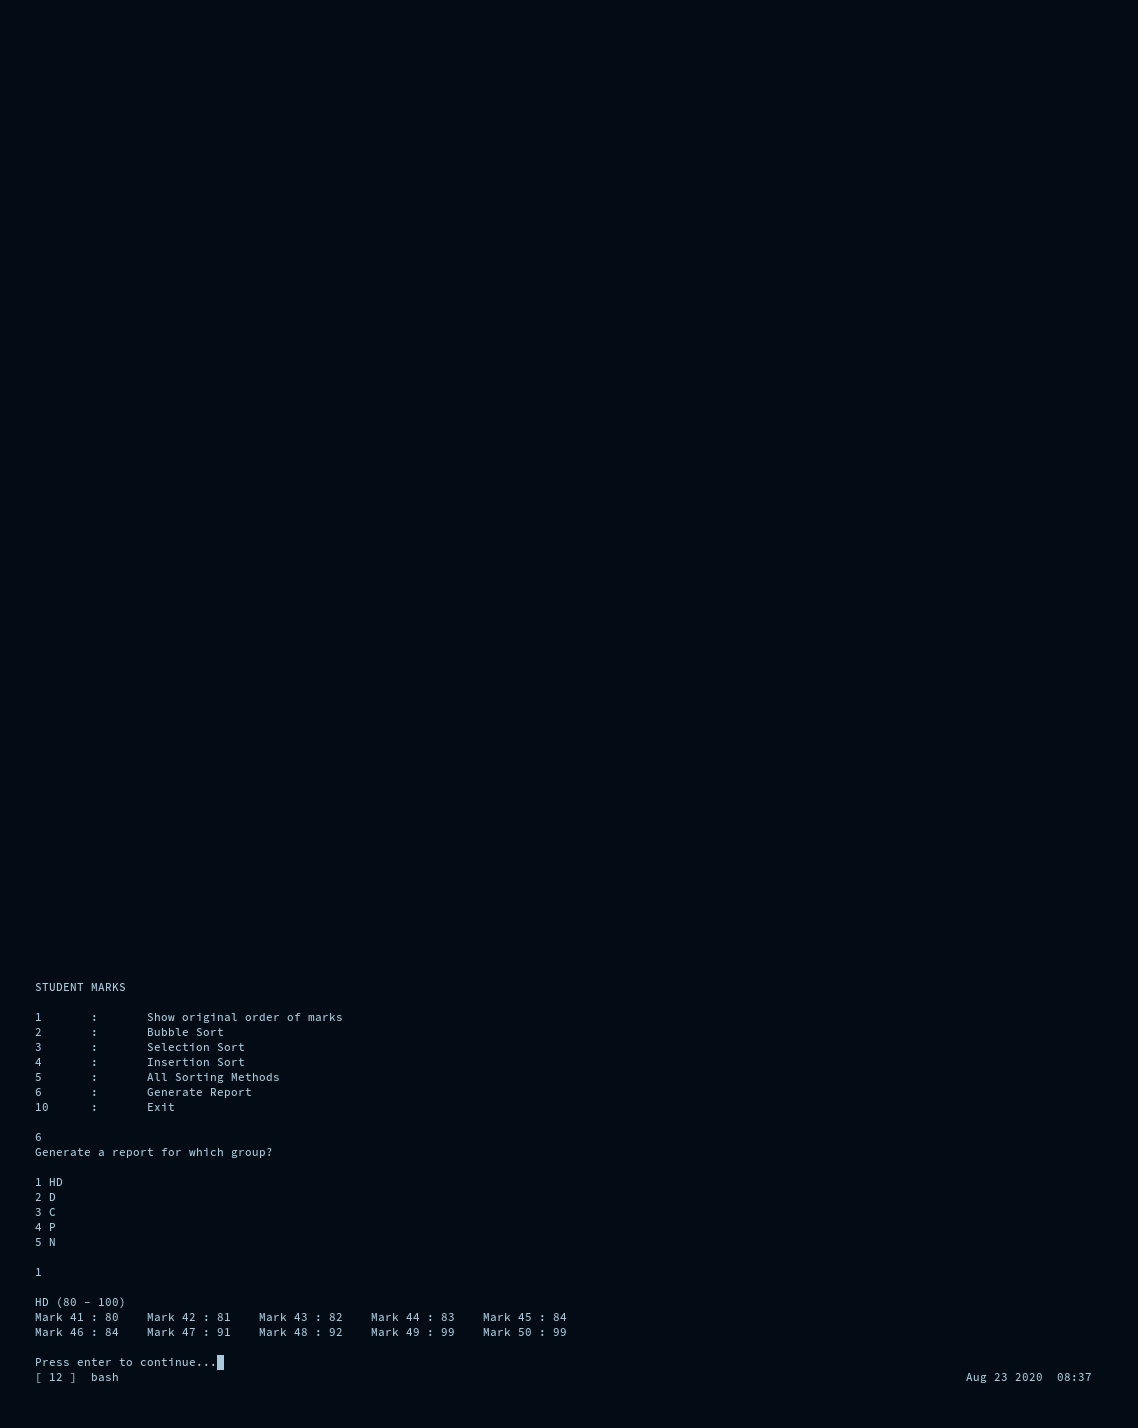 STUDENT MARKS
1 : Show original order of marks
2 : Bubble Sort
3 : Selection Sort
4 : Insertion Sort
5 : All Sorting Methods
6 : Generate Report
10 : Exit
6
Generate a report for which group?
1 HD
2 D
3 C
4 P
5 N
1
HD (80 - 100)
Mark 41 : 80 Mark 42 : 81 Mark 43 : 82 Mark 44 : 83 Mark 45 : 84
Mark 46 : 84 Mark 47 : 91 Mark 48 : 92 Mark 49 : 99 Mark 50 : 99
Press enter to continue...
[ 12 ] bash Aug 23 2020 08:37